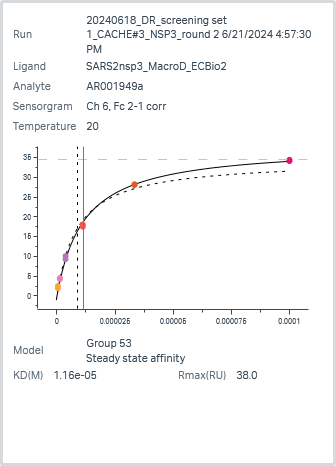 20240618_DR_screening set
Run 1_CACHE#3_NSP3_round 2 6/21/2024 4:57:30
PM
Ligand SARS2nsp3_MacroD_ECBio2
Analyte AR001949a
Sensorgram Ch 6, Fc 2-1 corr
Temperature 20
35
30
25
20
15
10
5
0
0 0.000025 0.00005 0.000075 0.0001
Model Group 53
Steady state affinity
KD(M) 1.16e-05 Rmax(RU) 38.0